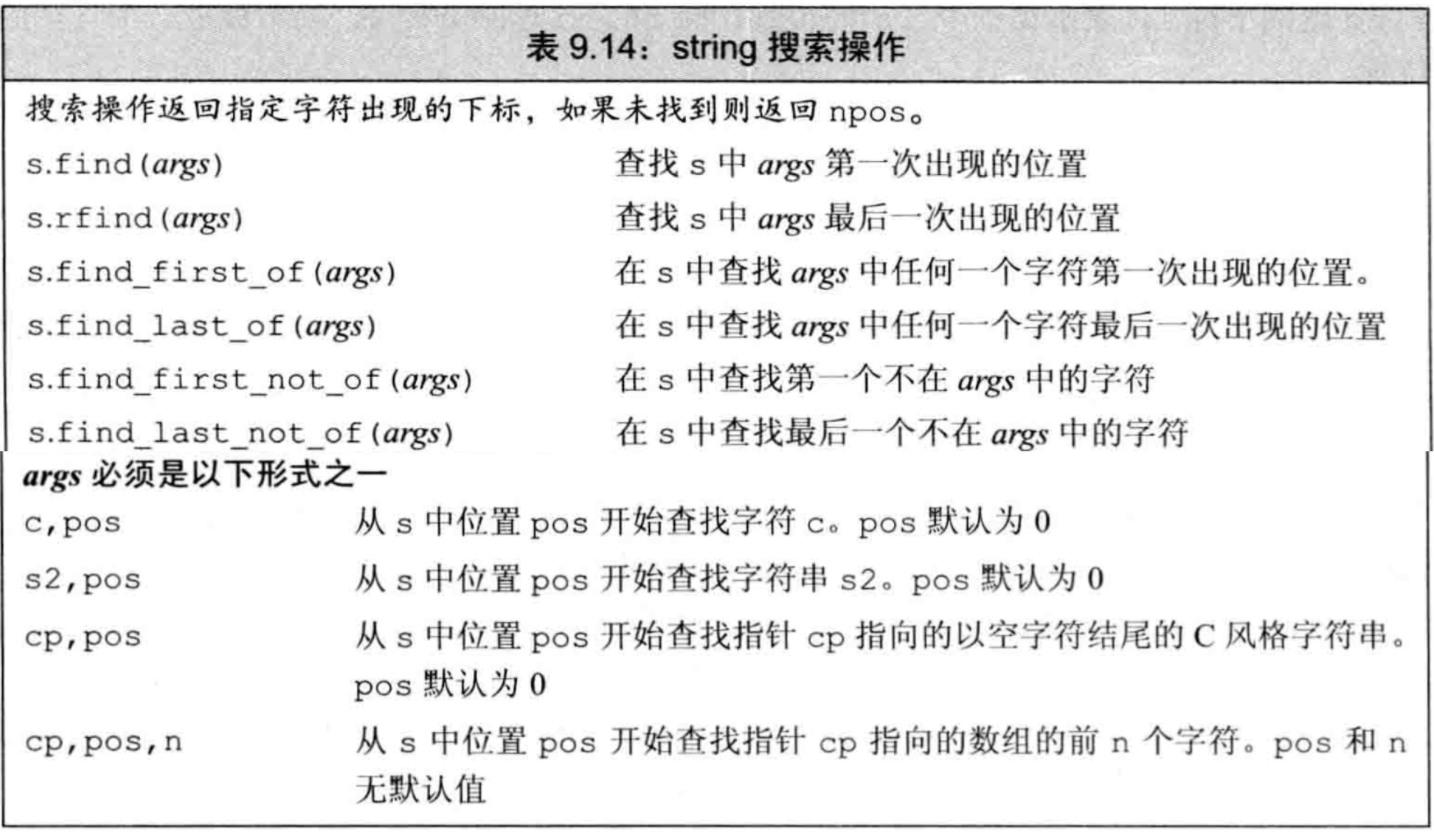 表 9.14：string 搜索操作
搜索操作返回指定字符出现的下标，如果未找到则返回 npos。
s.find(args) 查找 s 中 args 第一次出现的位置
s.rfind(args) 查找 s 中 args 最后一次出现的位置
s.find_first_of(args) 在 s 中查找 args 中任何一个字符第一次出现的位置。
s.find_last_of(args) 在 s 中查找 args 中任何一个字符最后一次出现的位置
s.find_first_not_of(args) 在 s 中查找第一个不在 args 中的字符
s.find_last_not_of(args) 在 s 中查找最后一个不在 args 中的字符
args 必须是以下形式之一
c,pos 从 s 中位置 pos 开始查找字符 c。pos 默认为 0
s2,pos 从 s 中位置 pos 开始查找字符串 s2。pos 默认为 0
cp,pos 从 s 中位置 pos 开始查找指针 cp 指向的以空字符结尾的 C 风格字符串。
pos 默认为 0
cp,pos,n 从 s 中位置 pos 开始查找指针 cp 指向的数组的前 n 个字符。pos 和 n
无默认值